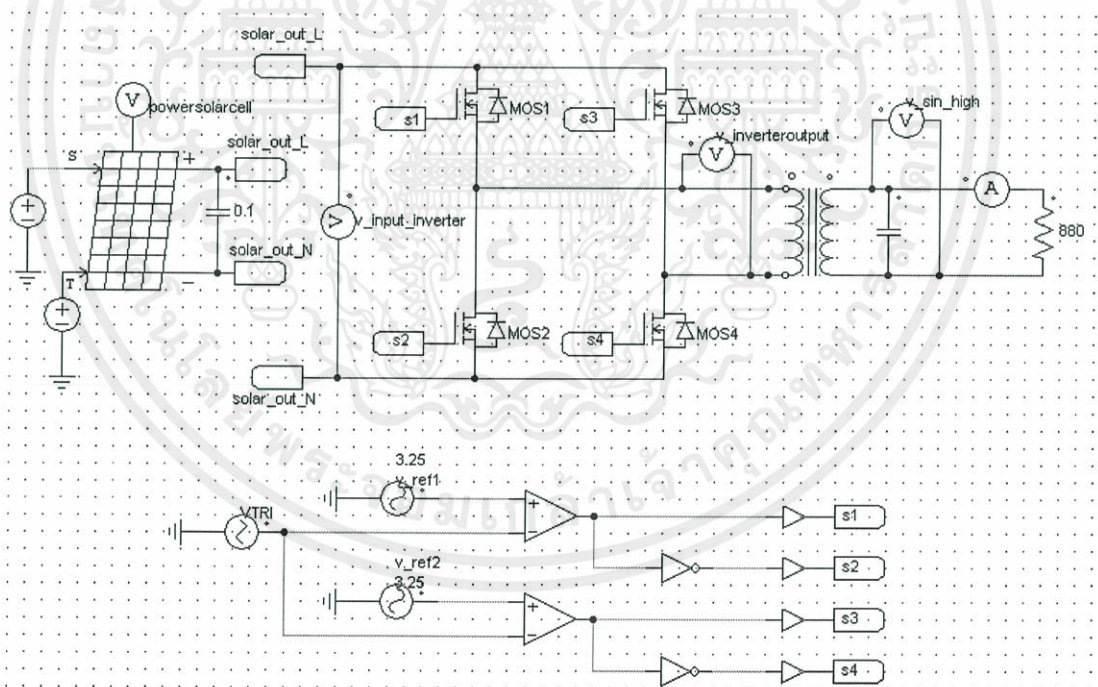 solar_out_L
V
powersolarcell
S
+
solar_out_L
0.1
solar_out_N
T
-
solar_out_N
V
v_input_inverter
s1
MOS1
s3
MOS3
s2
MOS2
s4
MOS4
v_inverteroutput
V
v_sin_high
V
A
880
3.25
v_ref1
VTRI
v_ref2
3.25
+
-
+
-
s1
s2
s3
s4